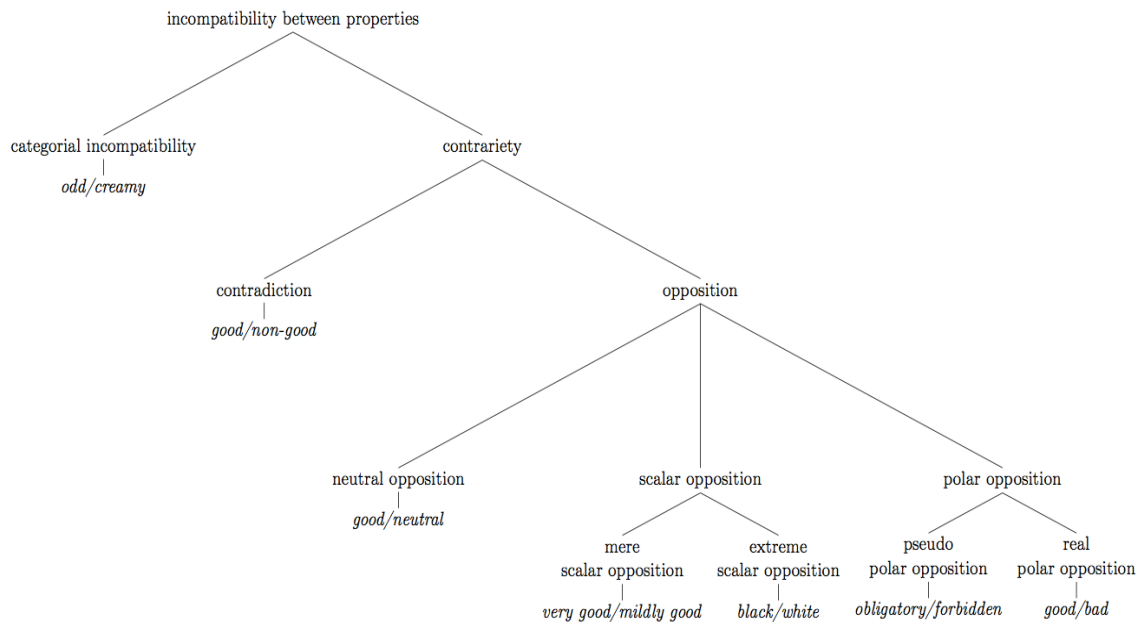 incompatibility between properties
categorial incompatibility
contrariety
odd/creamy
contradiction
opposition
good/non-good
neutral opposition
scalar opposition
polar opposition
good/neutral
mere
scalar opposition
extreme
scalar opposition
pseudo
polar opposition
real
polar opposition
very good/mildly good
black/white
obligatory/forbidden
good/bad